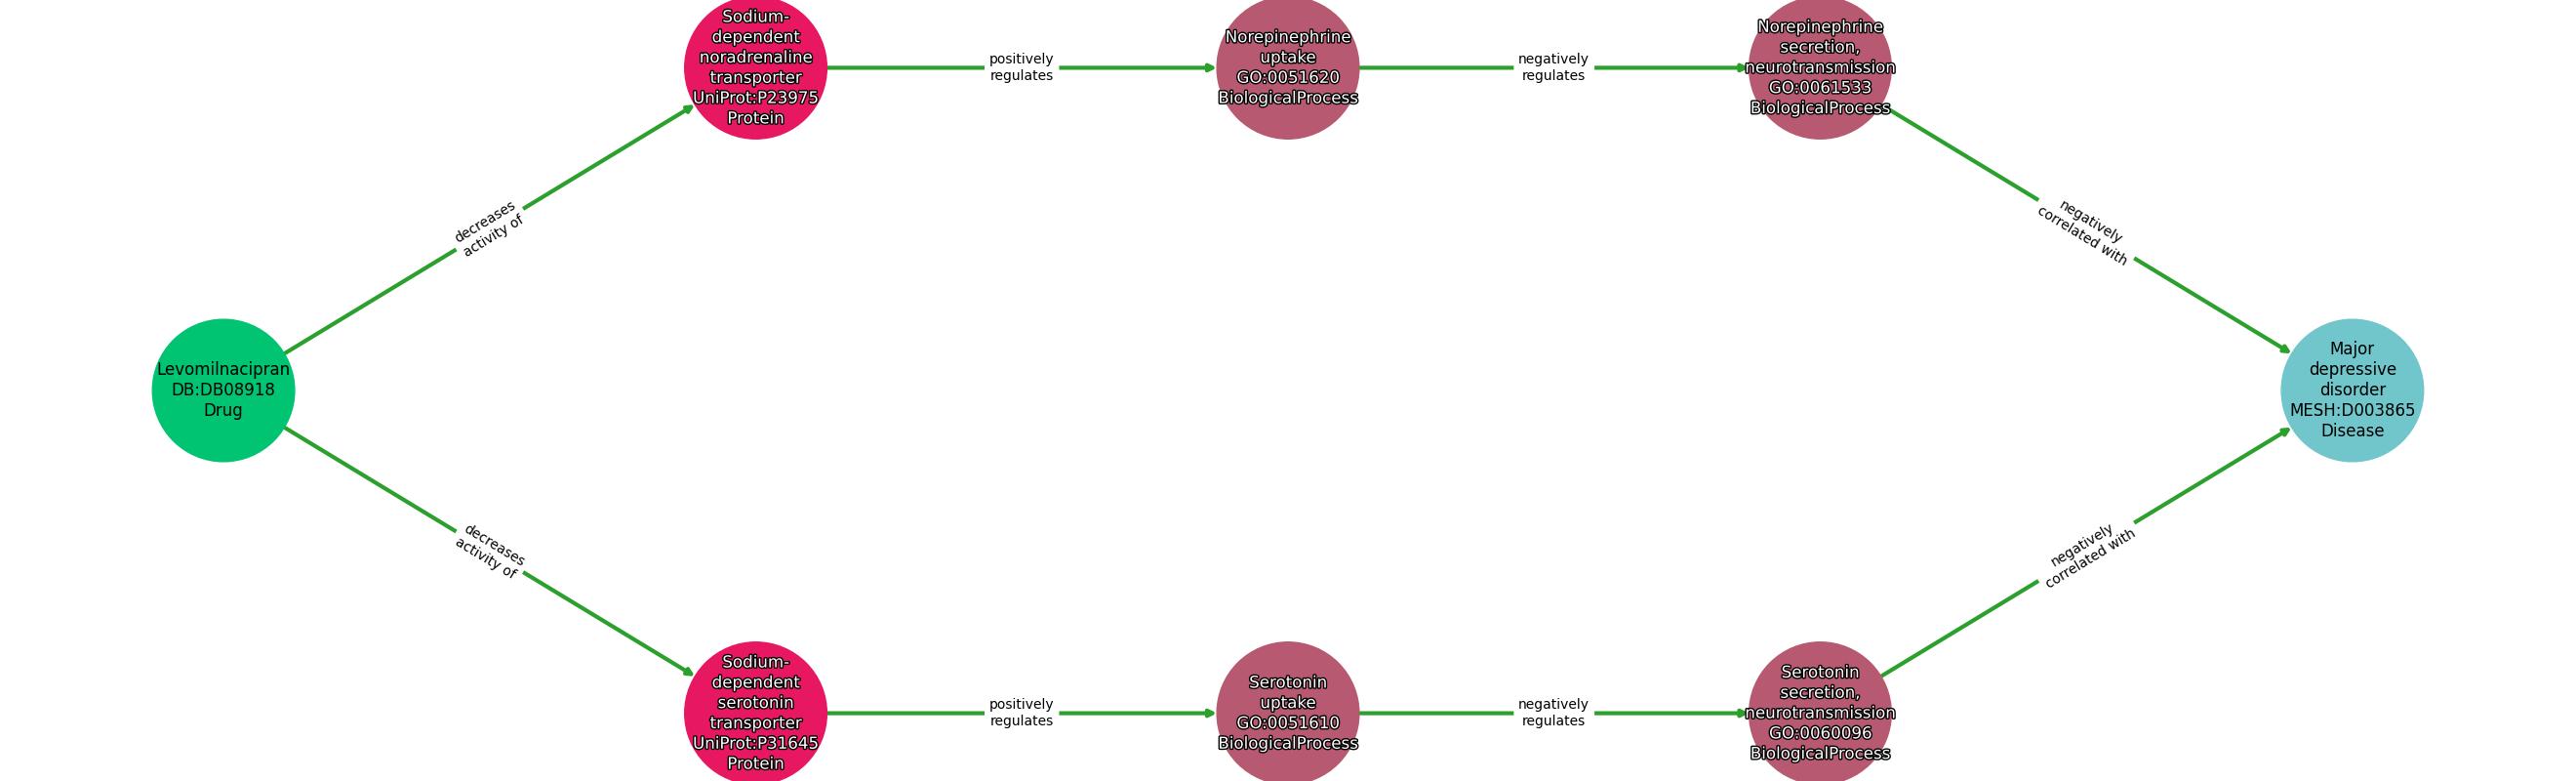 Sodium-
dependent
noradrenaline
transporter
UniProt:P23975
Protein
positively
regulates
Norepinephrine
uptake
GO:0051620
BiologicalProcess
negatively
regulates
Norepinephrine
secretion,
neurotransmission
GO:0061533
BiologicalProcess
decreases
activity of
negatively
correlated with
Levomilnacipran
DB:DB08918
Drug
Major
depressive
disorder
MESH:D003865
Disease
decreases
activity of
negatively
correlated with
Sodium-
dependent
serotonin
transporter
UniProt:P31645
Protein
positively
regulates
Serotonin
uptake
GO:0051610
BiologicalProcess
negatively
regulates
Serotonin
secretion,
neurotransmission
GO:0060096
BiologicalProcess